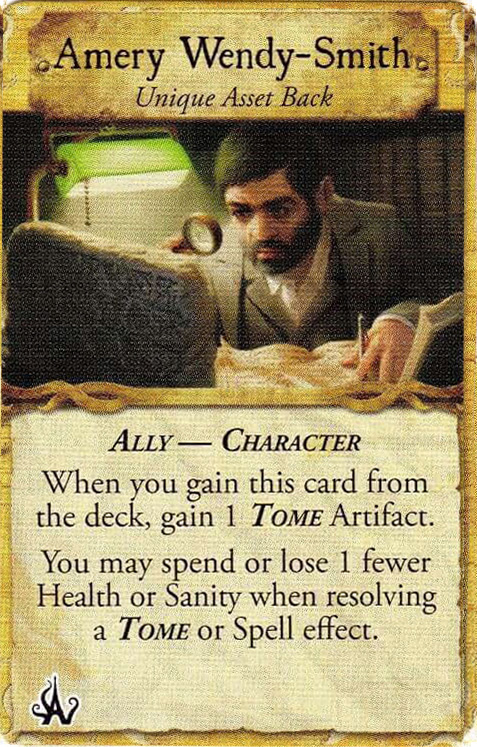 Amery Wendy-Smith
Unique Asset Back
Ally — Character
When you gain this card from
the deck, gain 1 Tome Artifact.
You may spend or lose 1 fewer
Health or Sanity when resolving
a Tome or Spell effect.